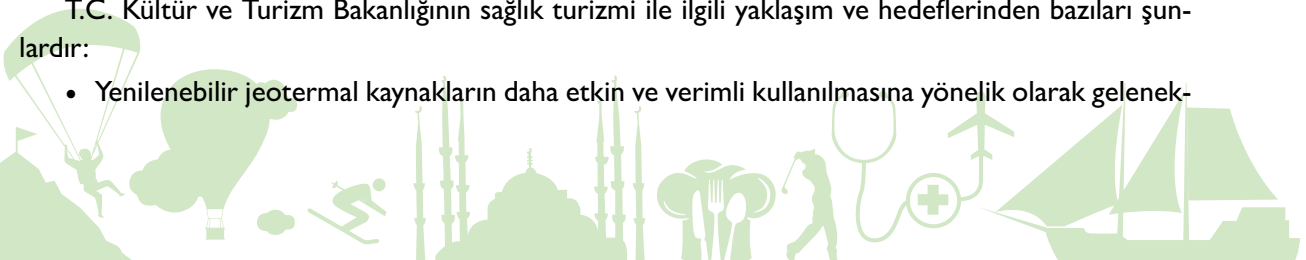 T.C. Kültür ve Turizm Bakanlığının sağlık turizmi ile ilgili yaklaşım ve hedeflerinden bazıları şun-
lardır:
• Yenilenebilir jeotermal kaynakların daha etkin ve verimli kullanılmasına yönelik olarak gelenek-